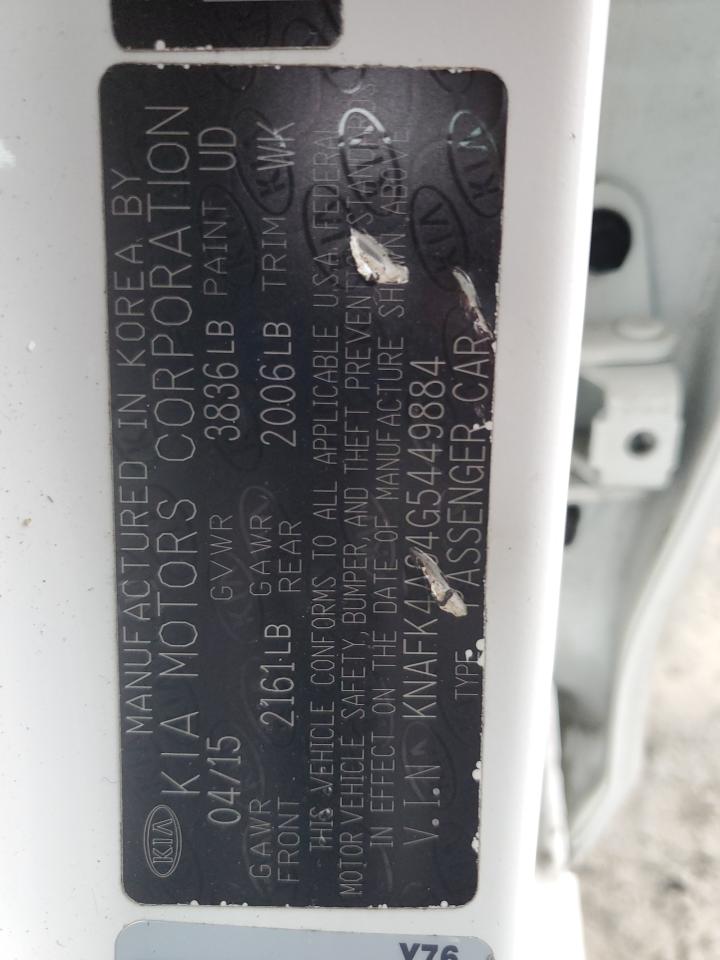 MANUFACTURED IN KOREA BY
KIA KIA MOTORS CORPORATION
04/15 GVWR 3836LB PAINT UD
GAWR FRONT 2161LB GAWR REAR 2006LB TRIM WK
THIS VEHICLE CONFORMS TO ALL APPLICABLE U.S.A. FEDERAL
MOTOR VEHICLE SAFETY, BUMPER, AND THEFT PREVENTION STANDARDS
IN EFFECT ON THE DATE OF MANUFACTURE SHOWN ABOVE
V.I.N KNAFK4A64G5449884
TYPE PASSENGER CAR
Y76